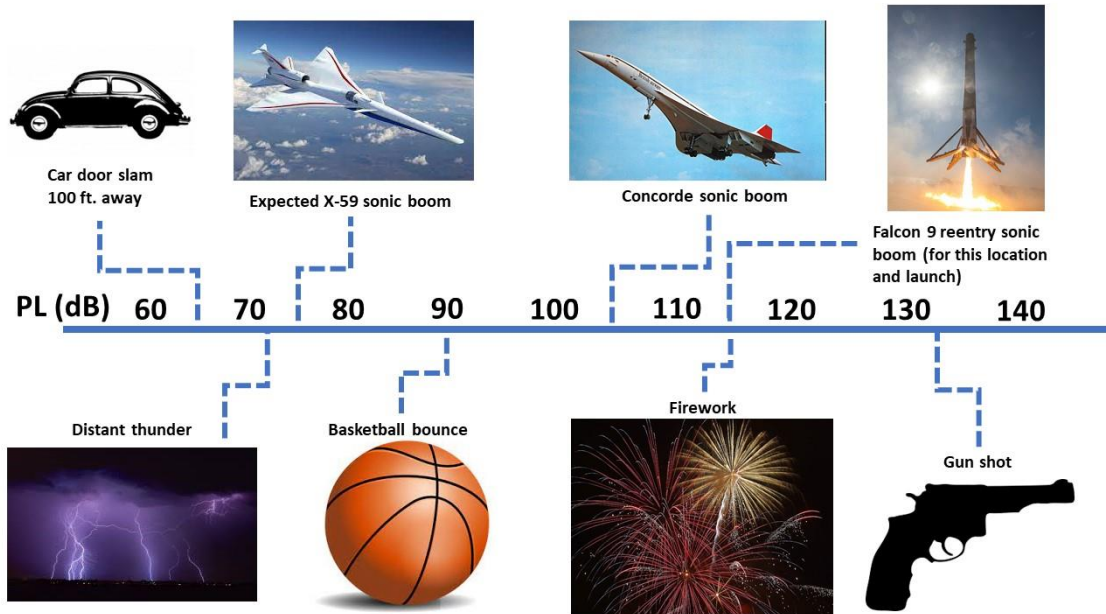 Car door slam
100 ft. away
Expected X-59 sonic boom
Concorde sonic boom
Falcon 9 reentry sonic
boom (for this location
and launch)
PL (dB) 60 70 80 90 100 110 120 130 140
Distant thunder
Basketball bounce
Firework
Gun shot